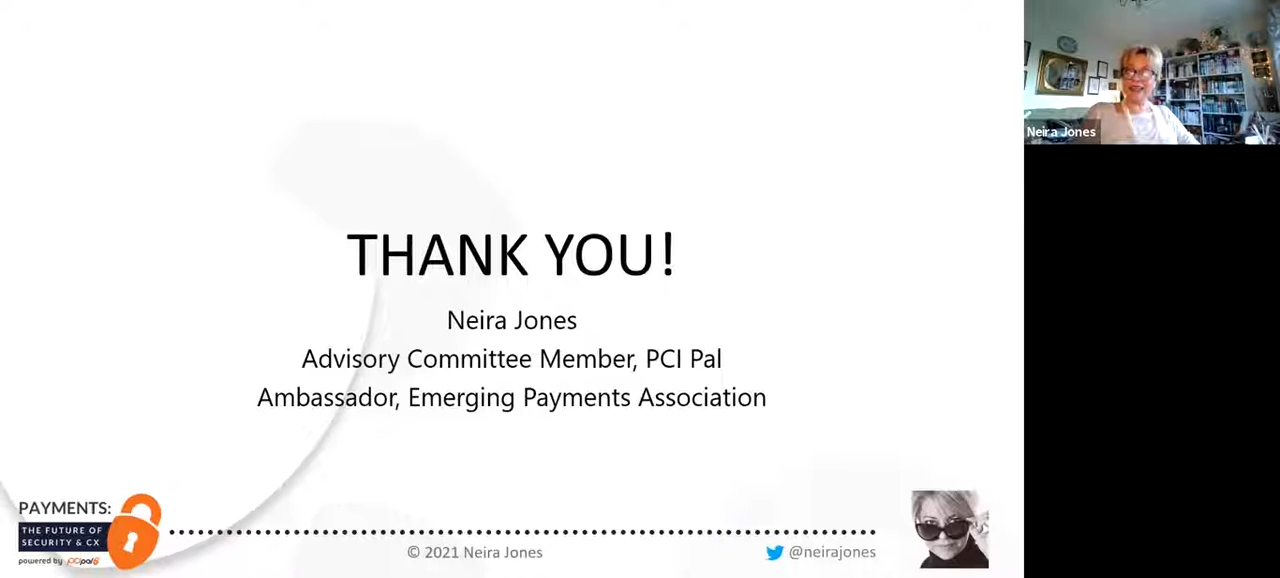 THANK YOU!
Neira Jones
Advisory Committee Member, PCI Pal
Ambassador, Emerging Payments Association
PAYMENTS:
THE FUTURE OF
SECURITY & CX
powered by pcipal
© 2021 Neira Jones
@neirajones
Neira Jones